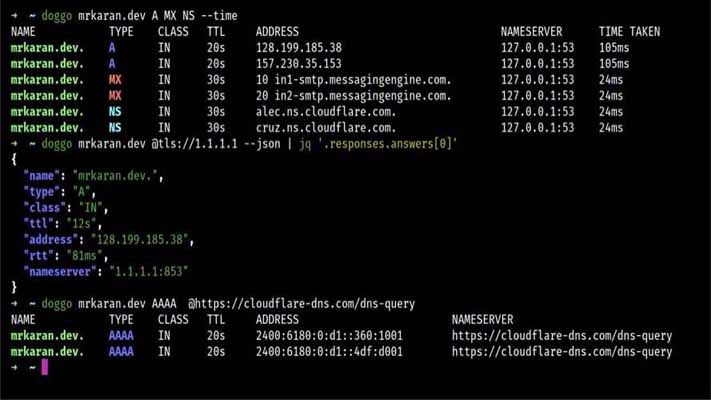 ➜  ~ doggo mrkaran.dev A MX NS --time
NAME TYPE CLASS TTL ADDRESS NAMESERVER TIME TAKEN
mrkaran.dev. A IN 20s 128.199.185.38 127.0.0.1:53 105ms
mrkaran.dev. A IN 20s 157.230.35.153 127.0.0.1:53 105ms
mrkaran.dev. MX IN 30s 10 in1-smtp.messagingengine.com. 127.0.0.1:53 24ms
mrkaran.dev. MX IN 30s 20 in2-smtp.messagingengine.com. 127.0.0.1:53 24ms
mrkaran.dev. NS IN 30s alec.ns.cloudflare.com. 127.0.0.1:53 24ms
mrkaran.dev. NS IN 30s cruz.ns.cloudflare.com. 127.0.0.1:53 24ms
➜  ~ doggo mrkaran.dev @tls://1.1.1.1 --json | jq '.responses.answers[0]'
{
  "name": "mrkaran.dev.",
  "type": "A",
  "class": "IN",
  "ttl": "12s",
  "address": "128.199.185.38",
  "rtt": "81ms",
  "nameserver": "1.1.1.1:853"
}
➜  ~ doggo mrkaran.dev AAAA  @https://cloudflare-dns.com/dns-query
NAME TYPE CLASS TTL ADDRESS NAMESERVER
mrkaran.dev. AAAA IN 20s 2400:6180:0:d1::360:1001 https://cloudflare-dns.com/dns-query
mrkaran.dev. AAAA IN 20s 2400:6180:0:d1::4df:d001 https://cloudflare-dns.com/dns-query
➜  ~